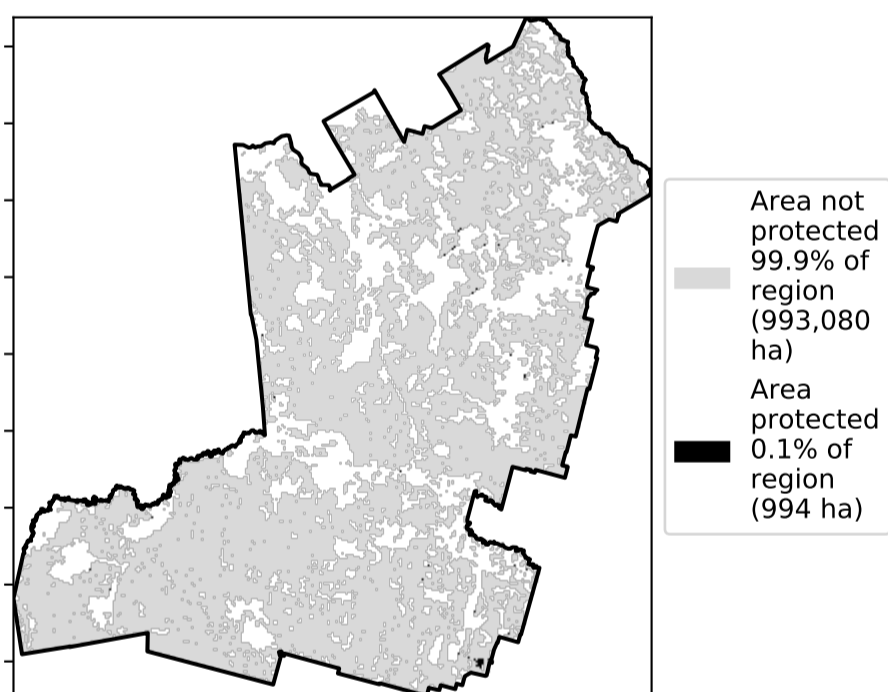 Area not
protected
99.9% of
region
(993,080
ha)
Area
protected
0.1% of
region
(994 ha)